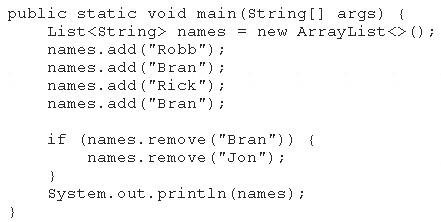 public static void main(String[] args) {
    List<String> names = new ArrayList<>();
    names.add("Robb");
    names.add("Bran");
    names.add("Rick");
    names.add("Bran");

    if (names.remove("Bran")) {
        names.remove("Jon");
    }
    System.out.println(names);
}